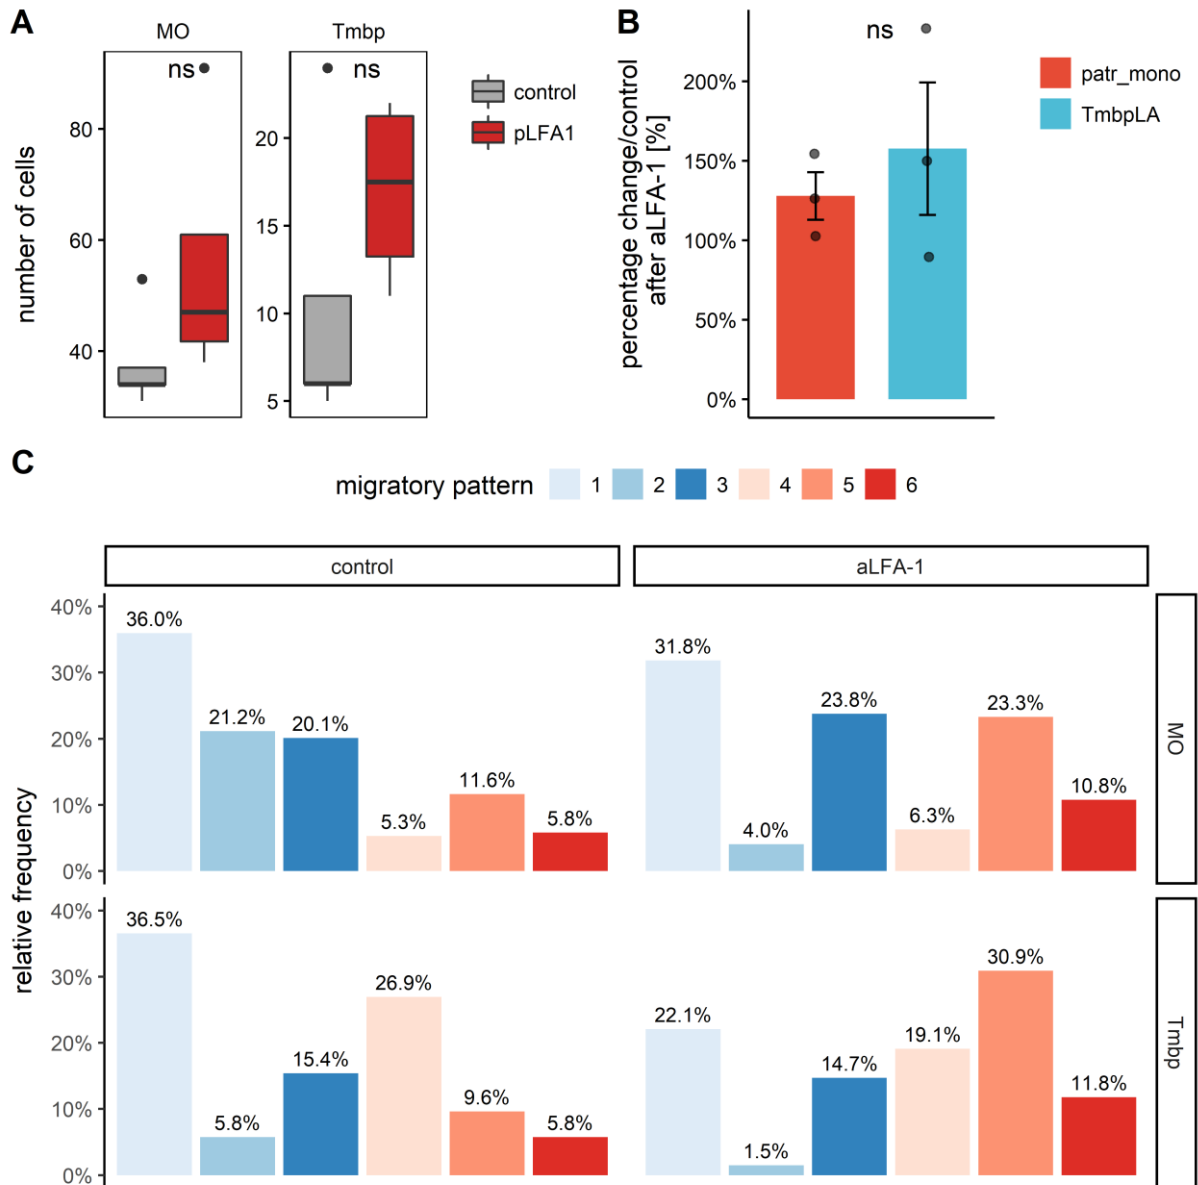 A
MO
Tmbp
ns
ns
80
60
40
20
15
10
5
number of cells
control
pLFA1
B
ns
200%
150%
100%
50%
0%
percentage change/control
after aLFA-1 [%]
patr_mono
TmbpLA
C
migratory pattern 1 2 3 4 5 6
control
aLFA-1
40%
30%
20%
10%
0%
36.0%
21.2%
20.1%
5.3%
11.6%
5.8%
31.8%
4.0%
23.8%
6.3%
23.3%
10.8%
MO
relative frequency
40%
30%
20%
10%
0%
36.5%
5.8%
15.4%
26.9%
9.6%
5.8%
22.1%
1.5%
14.7%
19.1%
30.9%
11.8%
Tmbp